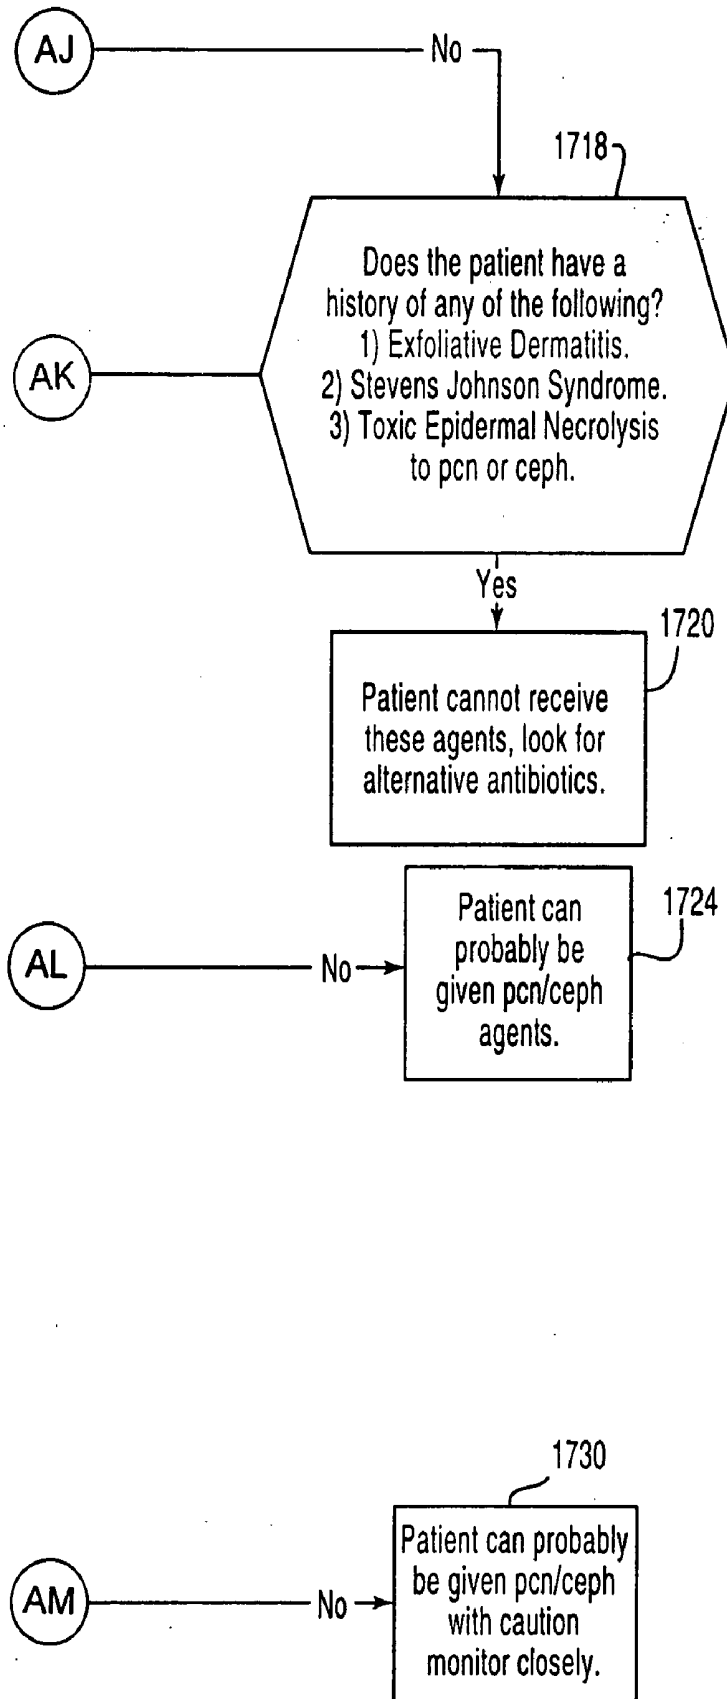 AJ
No
1718
Does the patient have a
history of any of the following?
1) Exfoliative Dermatitis.
2) Stevens Johnson Syndrome.
3) Toxic Epidermal Necrolysis
to pcn or ceph.
AK
Yes
1720
Patient cannot receive
these agents, look for
alternative antibiotics.
1724
Patient can
probably be
given pcn/ceph
agents.
AL
No
1730
Patient can probably
be given pcn/ceph
with caution
monitor closely.
AM
No